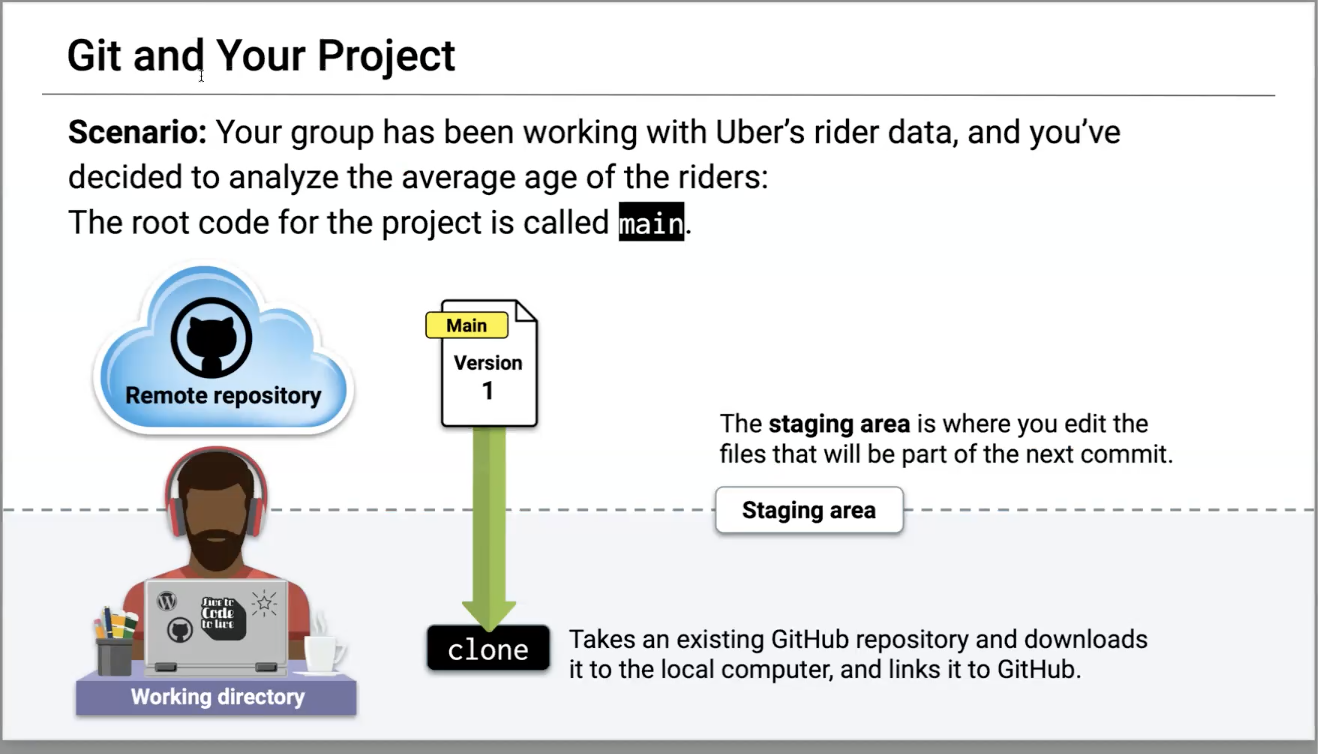 Git and Your Project
Scenario: Your group has been working with Uber’s rider data, and you’ve
decided to analyze the average age of the riders:
The root code for the project is called main.
Remote repository
Main
Version
1
The staging area is where you edit the
files that will be part of the next commit.
Staging area
Live to
Code
to live
clone
Takes an existing GitHub repository and downloads
it to the local computer, and links it to GitHub.
Working directory